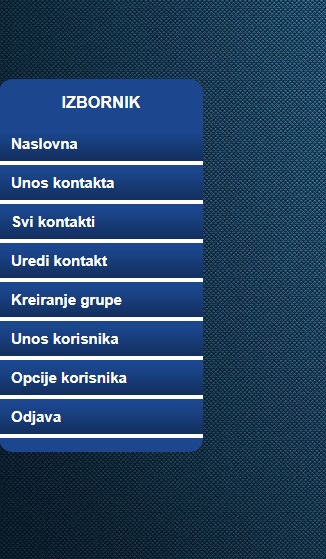 IZBORNIK
Naslovna
Unos kontakta
Svi kontakti
Uredi kontakt
Kreiranje grupe
Unos korisnika
Opcije korisnika
Odjava